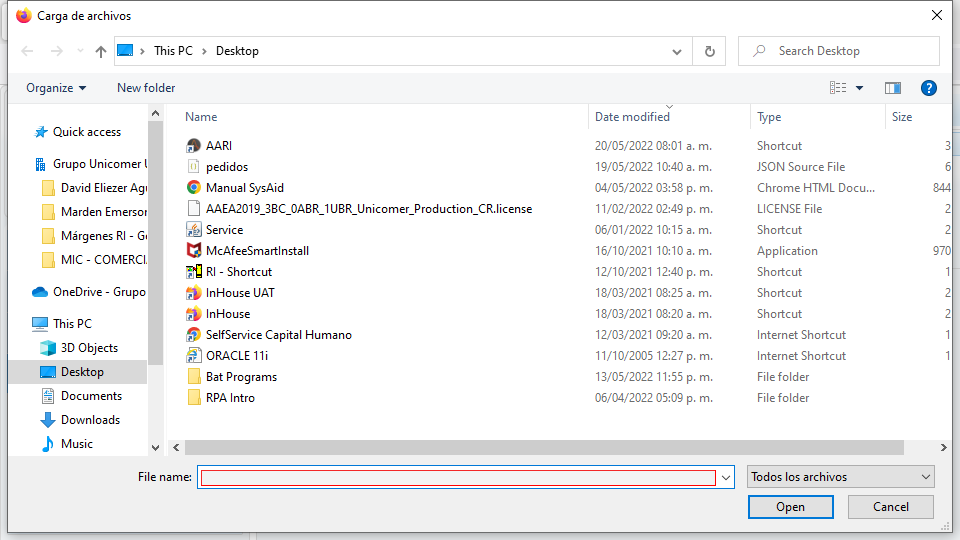 Carga de archivos
This PC > Desktop
Search Desktop
Organize
New folder
Name Date modified Type Size
Quick access
Grupo Unicomer U
David Eliezer Agu
Marden Emerson
Márgenes RI - Ge
MIC - COMERCI
OneDrive - Grupo
This PC
3D Objects
Desktop
Documents
Downloads
Music
AARI 20/05/2022 08:01 a. m. Shortcut 3
pedidos 19/05/2022 10:40 a. m. JSON Source File 6
Manual SysAid 04/05/2022 03:58 p. m. Chrome HTML Docu... 844
AAEA2019_3BC_0ABR_1UBR_Unicomer_Production_CR.license 11/02/2022 02:49 p. m. LICENSE File 2
Service 06/01/2022 10:15 a. m. Shortcut 2
McAfeeSmartInstall 16/10/2021 10:10 a. m. Application 970
RI - Shortcut 12/10/2021 12:40 p. m. Shortcut 1
InHouse UAT 18/03/2021 08:25 a. m. Shortcut 2
InHouse 18/03/2021 08:20 a. m. Shortcut 2
SelfService Capital Humano 12/03/2021 09:20 a. m. Internet Shortcut 1
ORACLE 11i 11/10/2005 12:27 p. m. Internet Shortcut 1
Bat Programs 13/05/2022 11:55 p. m. File folder
RPA Intro 06/04/2022 05:09 p. m. File folder
File name:
Todos los archivos
Open
Cancel